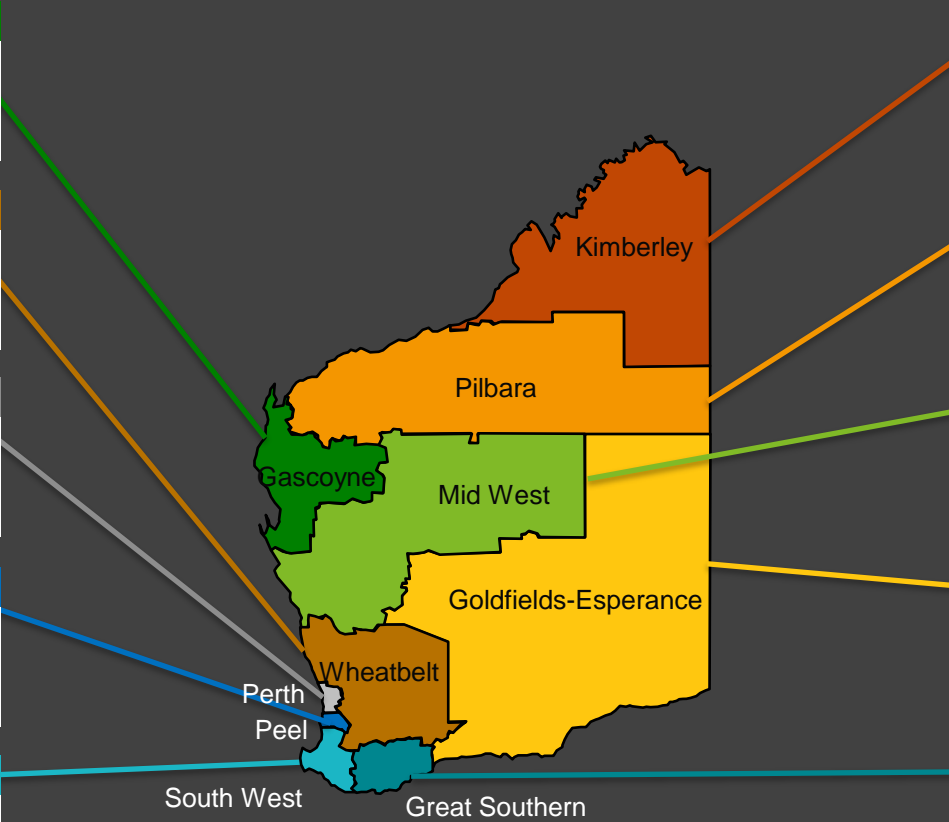 Kimberley
Pilbara
Gascoyne
Mid West
Goldfields-Esperance
Wheatbelt
Perth
Peel
South West
Great Southern